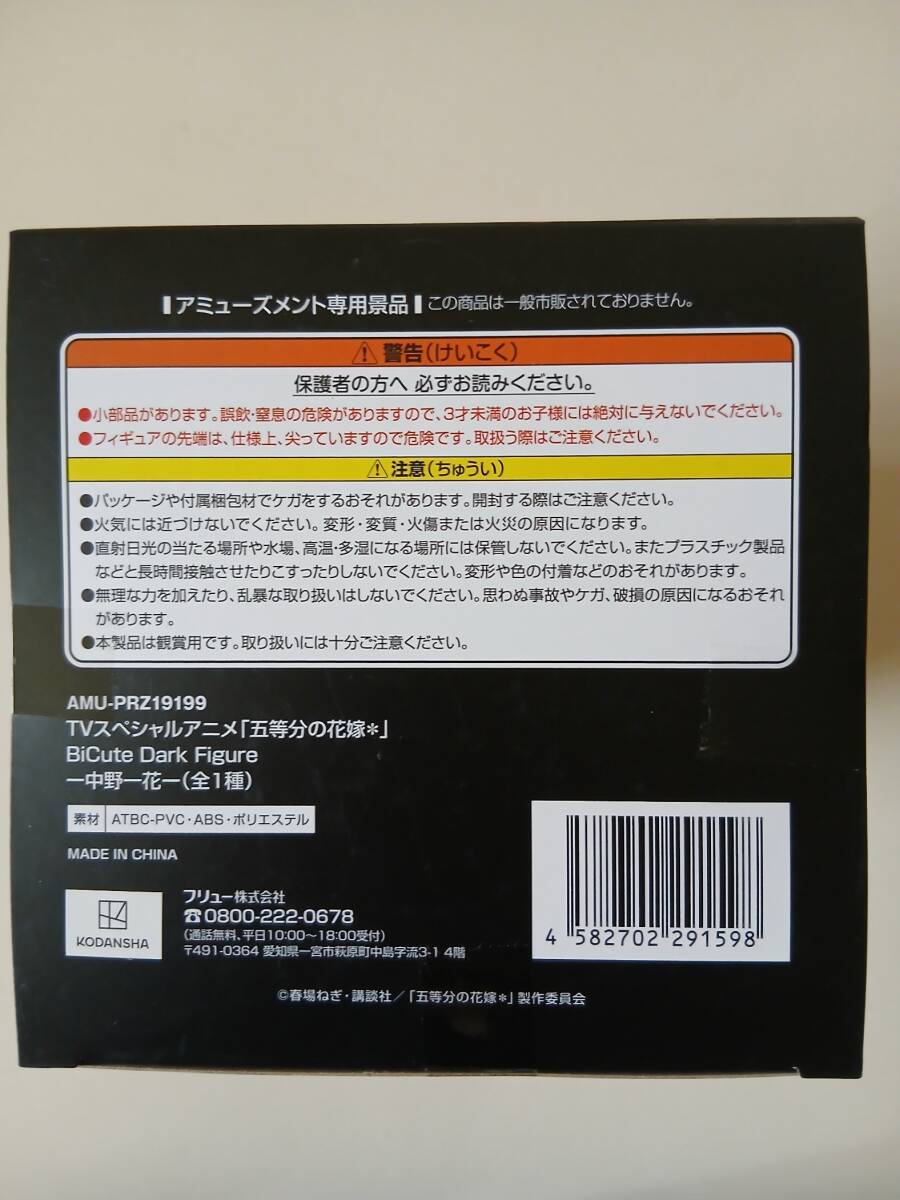 アミューズメント専用景品 この商品は一般市販されておりません。
⚠警告(けいこく)
保護者の方へ 必ずお読みください。
●小部品があります。誤飲・窒息の危険がありますので、3才未満のお子様には絶対に与えないでください。
●フィギュアの先端は、仕様上、尖っていますので危険です。取扱う際はご注意ください。
⚠注意(ちゅうい)
●パッケージや付属梱包材でケガをするおそれがあります。開封する際はご注意ください。
●火気には近づけないでください。変形・変質・火傷または火災の原因になります。
●直射日光の当たる場所や水場、高温・多湿になる場所には保管しないでください。またプラスチック製品
などと長時間接触させたりこすったりしないでください。変形や色の付着などのおそれがあります。
●無理な力を加えたり、乱暴な取り扱いはしないでください。思わぬ事故やケガ、破損の原因になるおそれ
があります。
●本製品は観賞用です。取り扱いには十分ご注意ください。
AMU-PRZ19199
TVスペシャルアニメ「五等分の花嫁＊」
BiCute Dark Figure
ー中野一花ー(全1種)
素材 ATBC-PVC・ABS・ポリエステル
MADE IN CHINA
KODANSHA
フリュー株式会社
☎0800-222-0678
(通話無料、平日10:00～18:00受付)
〒491-0364 愛知県一宮市萩原町中島字流3-1 4階
4 582702 291598
©春場ねぎ・講談社／「五等分の花嫁＊」製作委員会